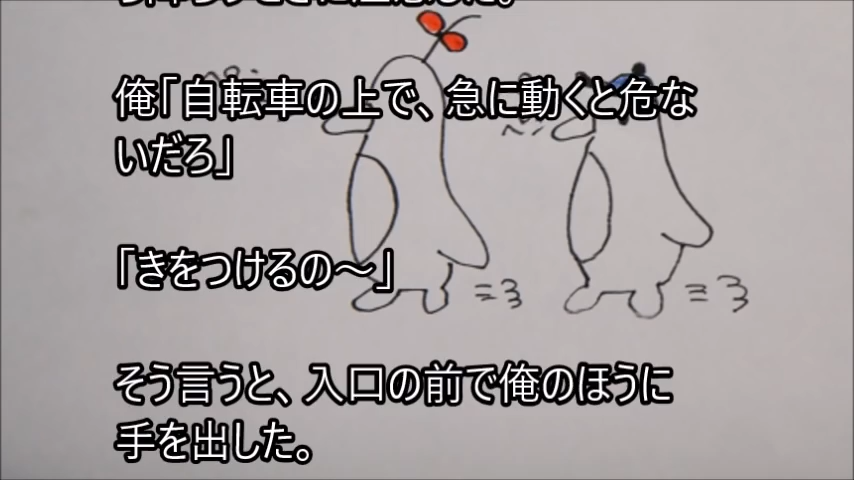 俺「自転車の上で、急に動くと危な
いだろ」
「きをつけるの～」
そう言うと、入口の前で俺のほうに
手を出した。